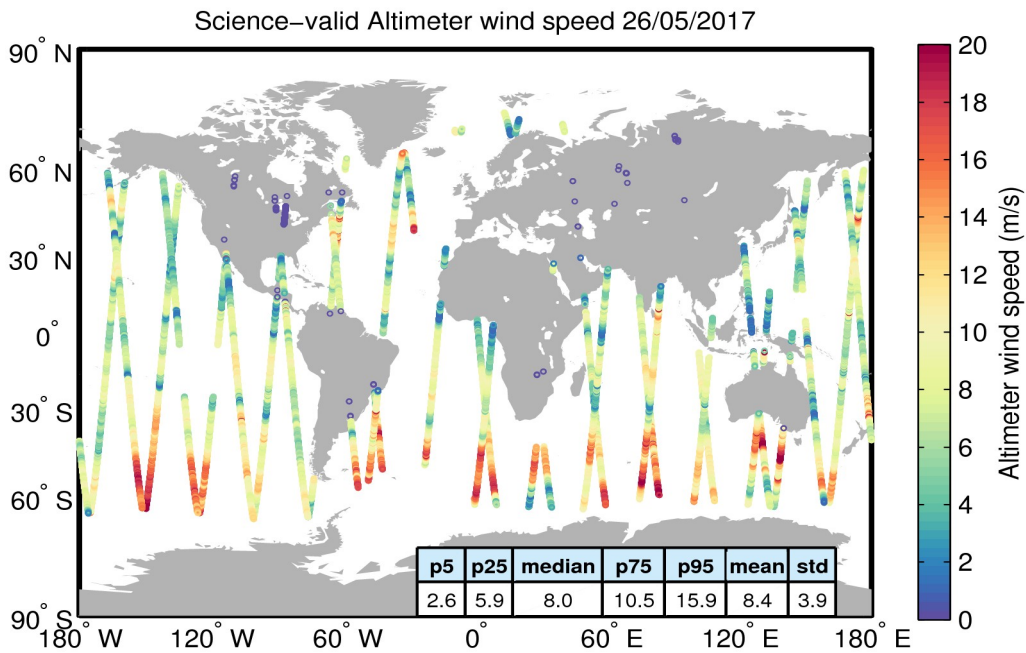 Science−valid Altimeter wind speed 26/05/2017
90° N
60° N
30° N
0°
30° S
60° S
90° S
180° W
120° W
60° W
0°
60° E
120° E
180° E
p5 p25 median p75 p95 mean std
2.6 5.9 8.0 10.5 15.9 8.4 3.9
20
18
16
14
12
10
8
6
4
2
0
Altimeter wind speed (m/s)